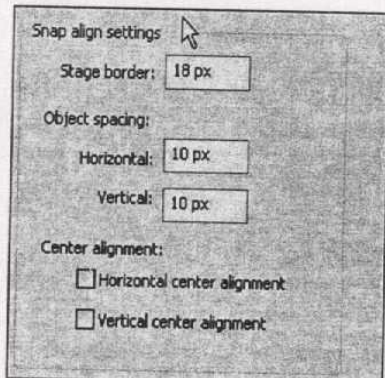 Snap align settings
Stage border: 18 px
Object spacing:
Horizontal: 10 px
Vertical: 10 px
Center alignment:
Horizontal center alignment
Vertical center alignment